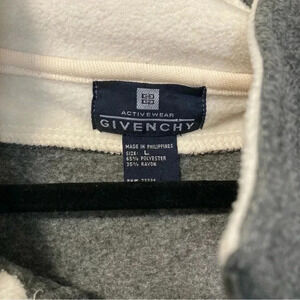 ACTIVEWEAR
GIVENCHY
MADE IN PHILIPPINES
SIZE: L
65% POLYESTER
35% RAYON